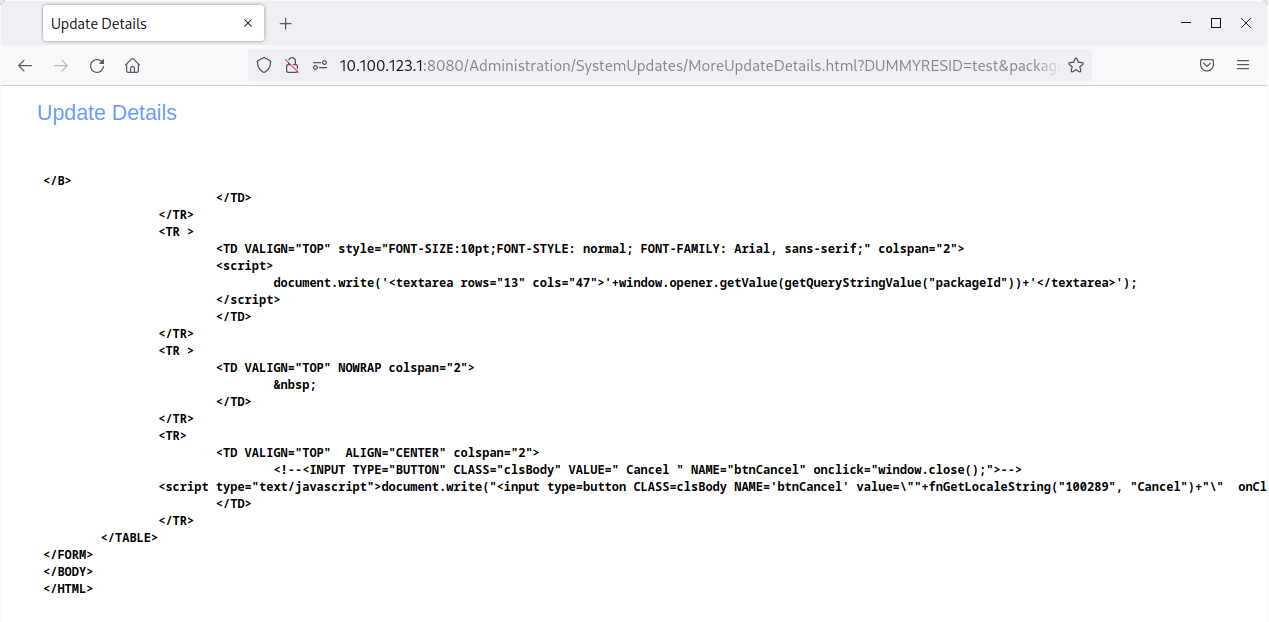 Update Details
10.100.123.1:8080/Administration/SystemUpdates/MoreUpdateDetails.html?DUMMYRESID=test&packag
Update Details
</B>
</TD>
</TR>
<TR >
<TD VALIGN="TOP" style="FONT-SIZE:10pt;FONT-STYLE: normal; FONT-FAMILY: Arial, sans-serif;" colspan="2">
<script>
document.write('<textarea rows="13" cols="47">'+window.opener.getValue(getQueryStringValue("packageId"))+'</textarea>');
</script>
</TD>
</TR>
<TR >
<TD VALIGN="TOP" NOWRAP colspan="2">
&nbsp;
</TD>
</TR>
<TR>
<TD VALIGN="TOP"  ALIGN="CENTER" colspan="2">
<!--<INPUT TYPE="BUTTON" CLASS="clsBody" VALUE=" Cancel " NAME="btnCancel" onclick="window.close();">-->
<script type="text/javascript">document.write("<input type=button CLASS=clsBody NAME='btnCancel' value=\""+fnGetLocaleString("100289", "Cancel")+"\"  onCl
</TD>
</TR>
</TABLE>
</FORM>
</BODY>
</HTML>